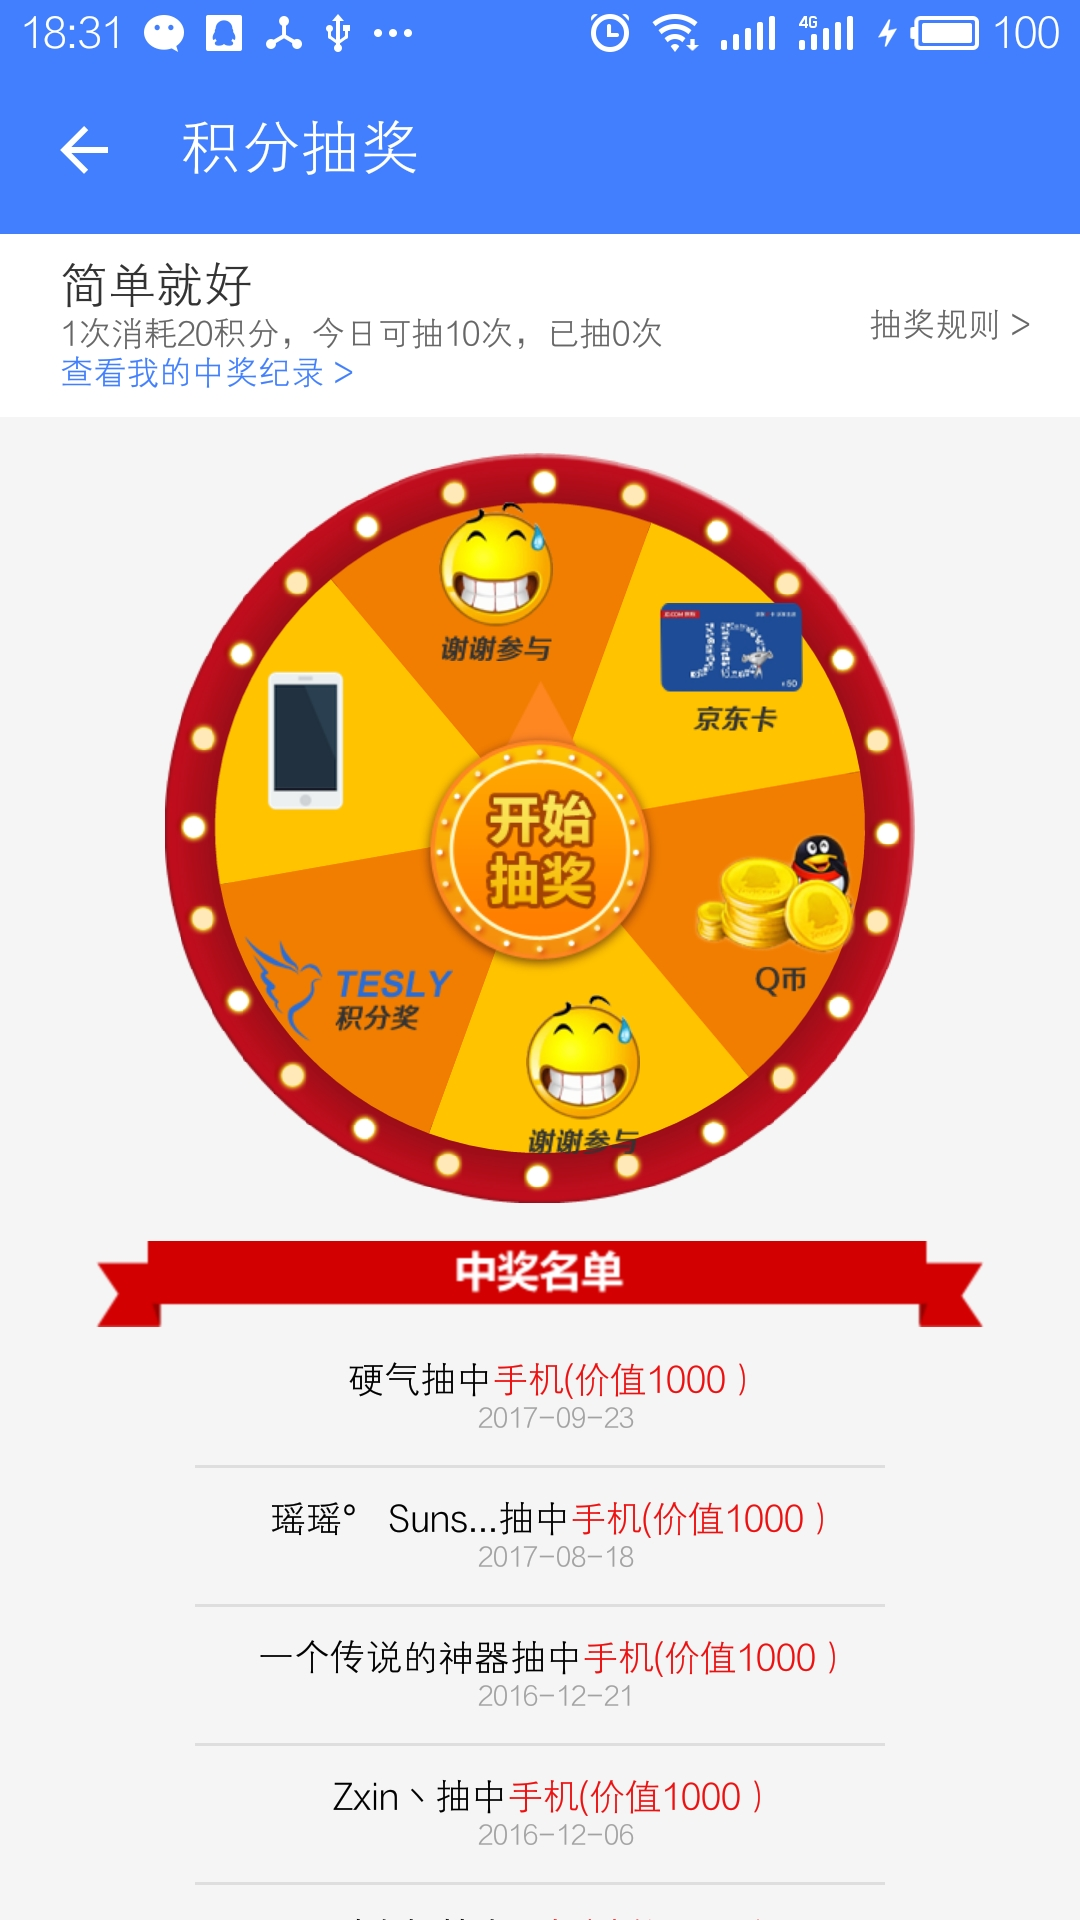 18:31
4G
100
积分抽奖
简单就好
1次消耗20积分，今日可抽10次，已抽0次
抽奖规则 >
查看我的中奖纪录 >
谢谢参与
京东卡
开始
抽奖
Q币
TESLY
积分奖
谢谢参与
中奖名单
硬气抽中手机(价值1000 )
2017-09-23
瑶瑶° Suns...抽中手机(价值1000 )
2017-08-18
一个传说的神器抽中手机(价值1000 )
2016-12-21
Zxin丶抽中手机(价值1000 )
2016-12-06